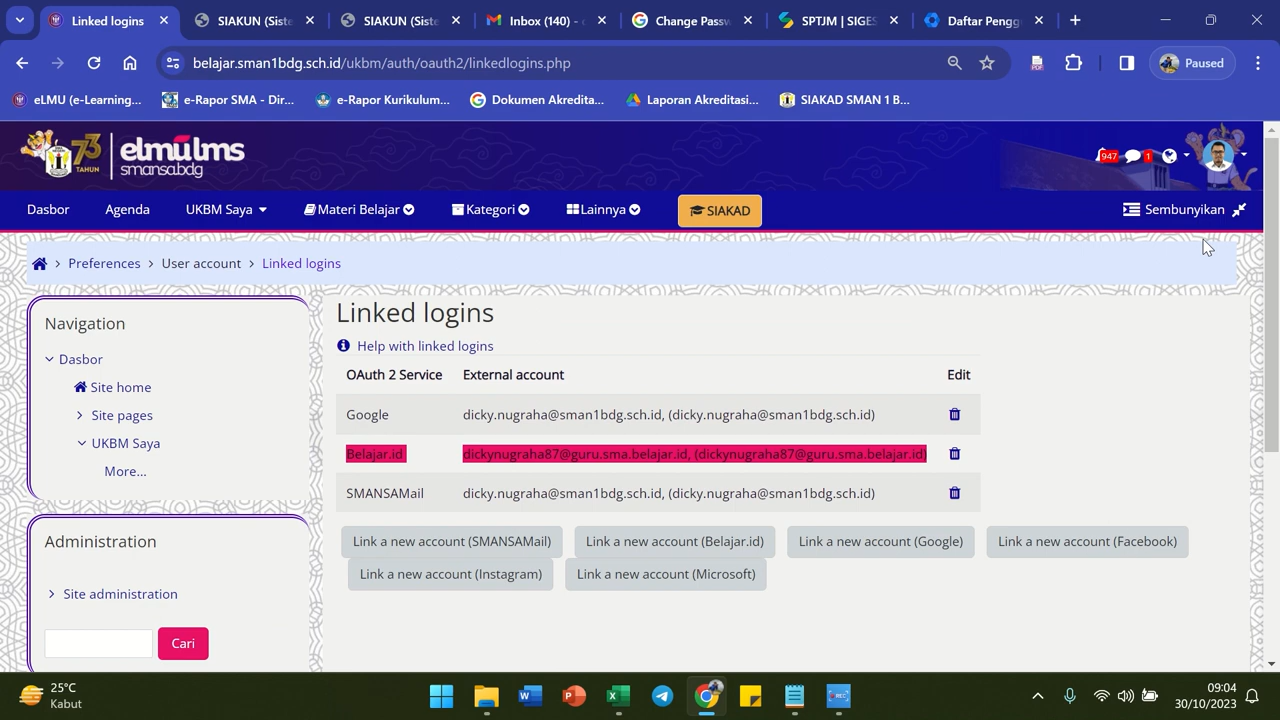 Linked logins
SIAKUN (Siste
SIAKUN (Siste
Inbox (140) -
Change Passw
SPTJM | SIGES
Daftar Pengg
belajar.sman1bdg.sch.id/ukbm/auth/oauth2/linkedlogins.php
Paused
eLMU (e-Learning...
e-Rapor SMA - Dir...
e-Rapor Kurikulum...
Dokumen Akredita...
Laporan Akreditasi...
SIAKAD SMAN 1 B...
73
TAHUN
elmulms
smansabdg
947
1
Dasbor
Agenda
UKBM Saya
Materi Belajar
Kategori
Lainnya
SIAKAD
Sembunyikan
Preferences
User account
Linked logins
Navigation
Dasbor
Site home
Site pages
UKBM Saya
More...
Administration
Site administration
Cari
Linked logins
Help with linked logins
OAuth 2 Service External account Edit
Google dicky.nugraha@sman1bdg.sch.id, (dicky.nugraha@sman1bdg.sch.id)
Belajar.id dickynugraha87@guru.sma.belajar.id, (dickynugraha87@guru.sma.belajar.id)
SMANSAMail dicky.nugraha@sman1bdg.sch.id, (dicky.nugraha@sman1bdg.sch.id)
Link a new account (SMANSAMail)
Link a new account (Belajar.id)
Link a new account (Google)
Link a new account (Facebook)
Link a new account (Instagram)
Link a new account (Microsoft)
25°C
Kabut
REC
09:04
30/10/2023